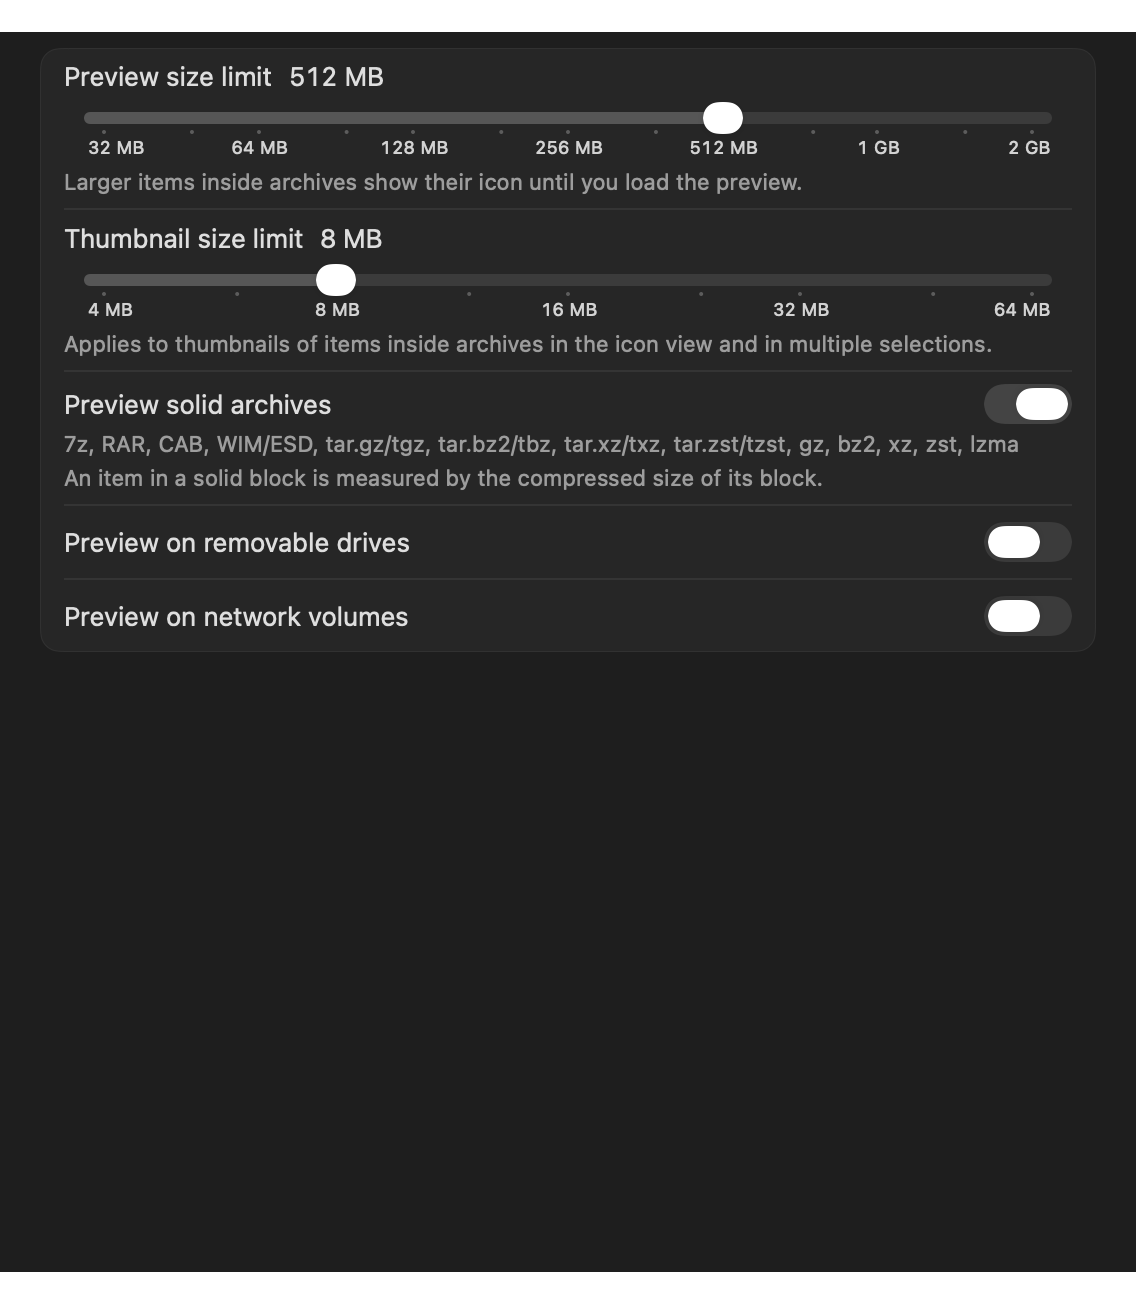 Preview size limit 512 MB
32 MB 64 MB 128 MB 256 MB 512 MB 1 GB 2 GB
Larger items inside archives show their icon until you load the preview.
Thumbnail size limit 8 MB
4 MB 8 MB 16 MB 32 MB 64 MB
Applies to thumbnails of items inside archives in the icon view and in multiple selections.
Preview solid archives
7z, RAR, CAB, WIM/ESD, tar.gz/tgz, tar.bz2/tbz, tar.xz/txz, tar.zst/tzst, gz, bz2, xz, zst, lzma
An item in a solid block is measured by the compressed size of its block.
Preview on removable drives
Preview on network volumes